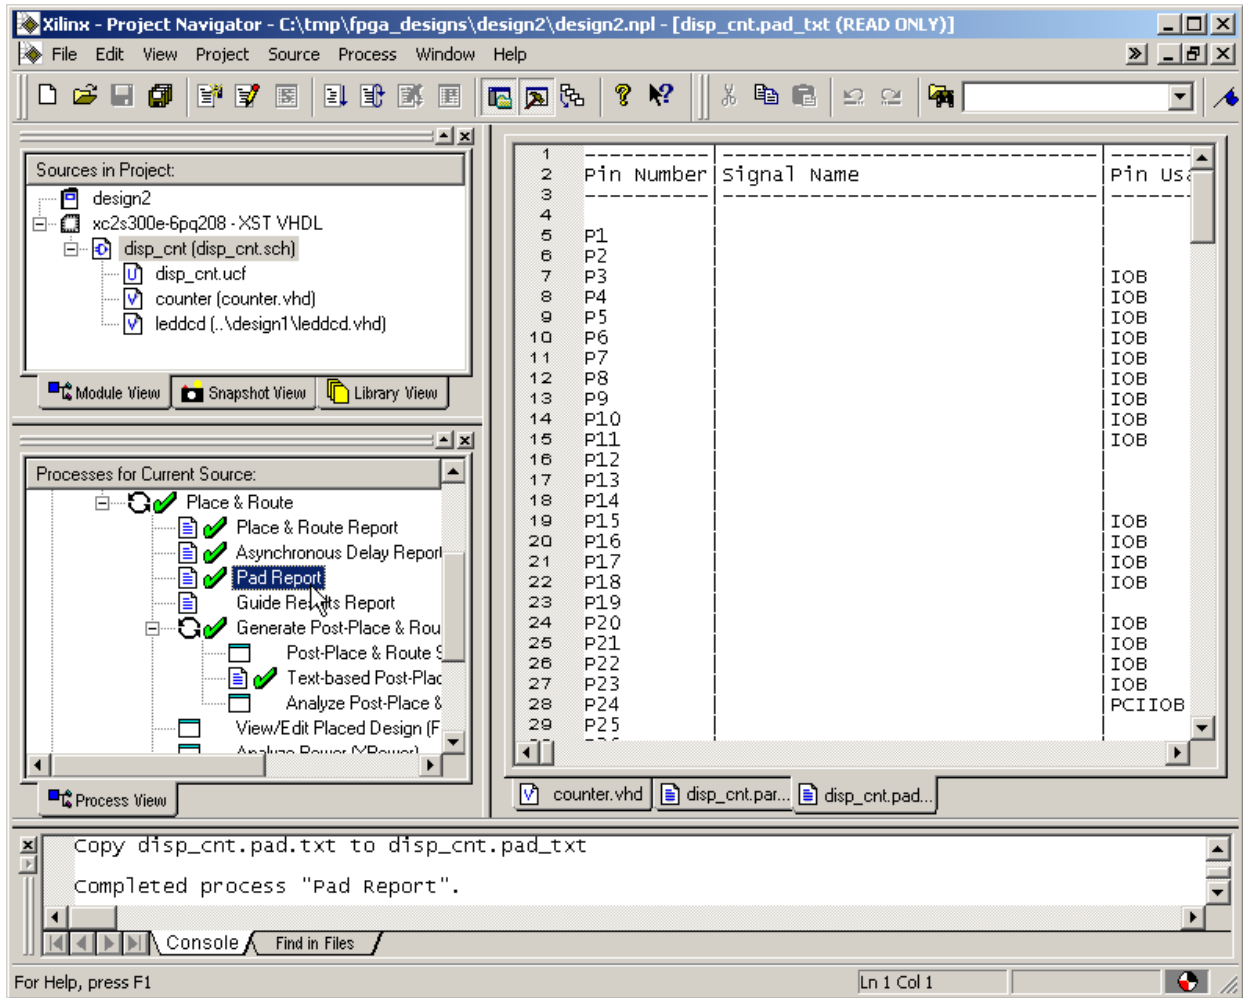 Xilinx - Project Navigator - C:\tmp\fpga_designs\design2\design2.npl - [disp_cnt.pad_txt (READ ONLY)]
File Edit View Project Source Process Window Help
Sources in Project:
design2
xc2s300e-6pq208 - XST VHDL
disp_cnt (disp_cnt.sch)
disp_cnt.ucf
counter (counter.vhd)
leddcd (..\design1\leddcd.vhd)
Module View Snapshot View Library View
Processes for Current Source:
Place & Route
Place & Route Report
Asynchronous Delay Report
Pad Report
Guide Results Report
Generate Post-Place & Rou
Post-Place & Route S
Text-based Post-Plac
Analyze Post-Place &
View/Edit Placed Design (F
Analyze Power (XPower)
Process View
1 ----------|------------------------------|-----
2 Pin Number|Signal Name |Pin Usa
3 ----------|------------------------------|-----
4
5 P1
6 P2
7 P3 IOB
8 P4 IOB
9 P5 IOB
10 P6 IOB
11 P7 IOB
12 P8 IOB
13 P9 IOB
14 P10 IOB
15 P11 IOB
16 P12
17 P13
18 P14
19 P15 IOB
20 P16 IOB
21 P17 IOB
22 P18 IOB
23 P19
24 P20 IOB
25 P21 IOB
26 P22 IOB
27 P23 IOB
28 P24 PCIIOB
29 P25
counter.vhd disp_cnt.par... disp_cnt.pad...
Copy disp_cnt.pad.txt to disp_cnt.pad_txt
Completed process "Pad Report".
Console Find in Files
For Help, press F1 Ln 1 Col 1